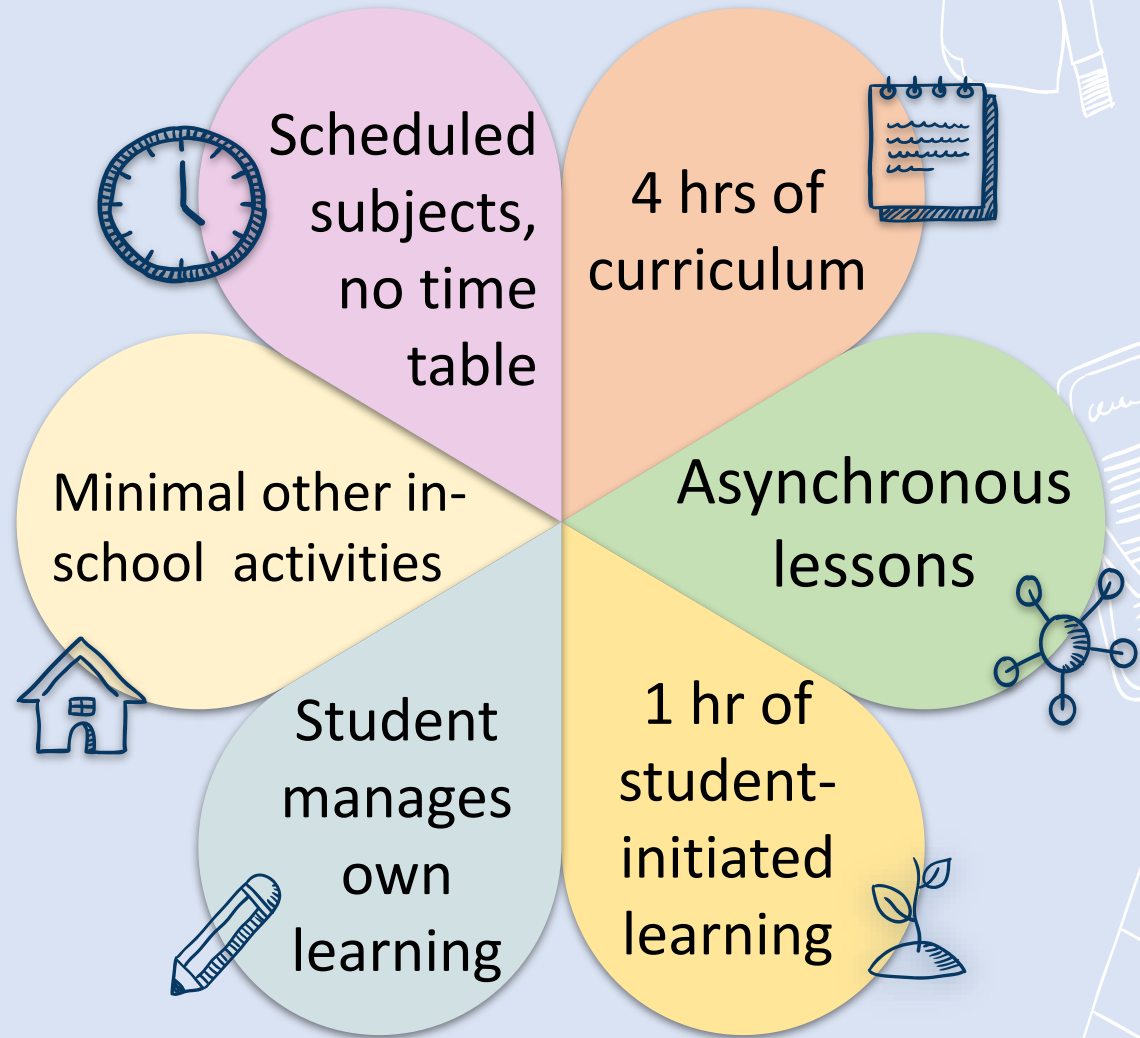 Scheduled
subjects,
no time
table
4 hrs of
curriculum
Asynchronous
lessons
1 hr of
student-
initiated
learning
Student
manages
own
learning
Minimal other in-
school  activities